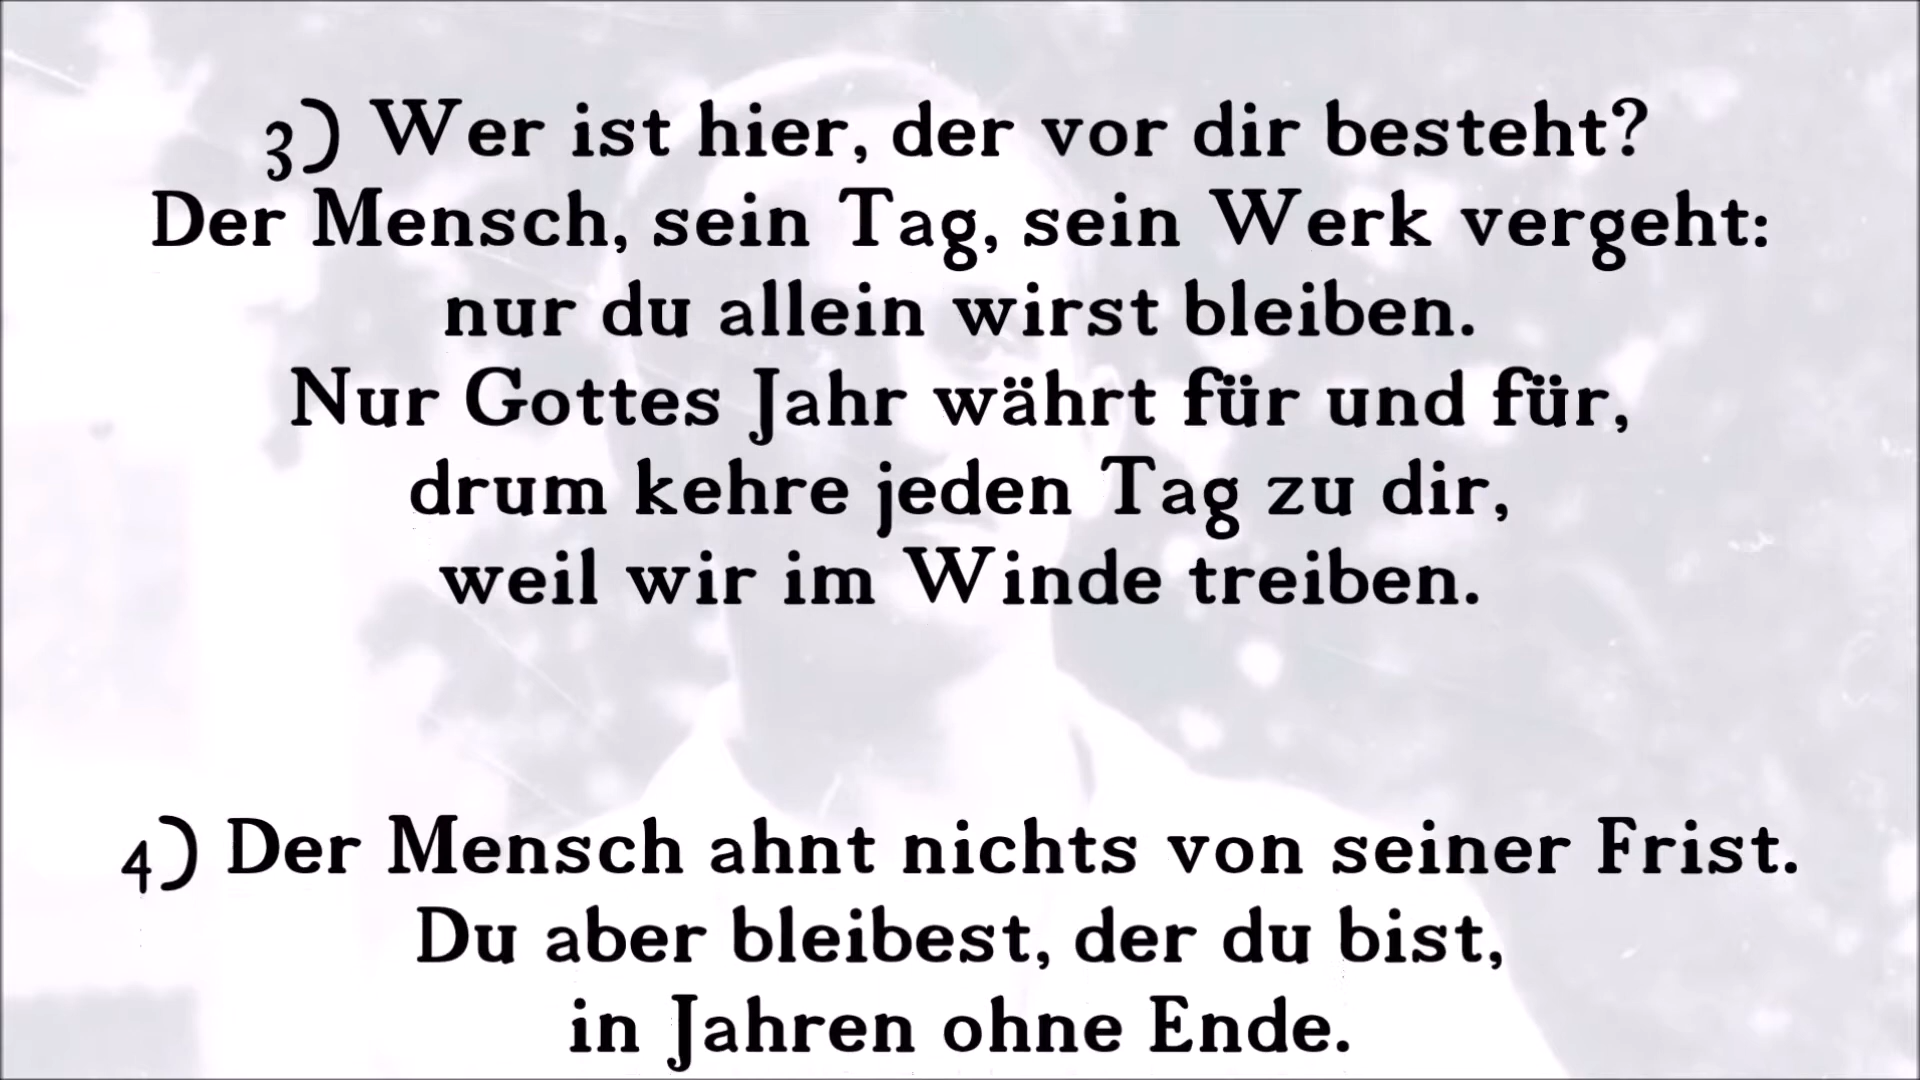 3) Wer ist hier, der vor dir besteht?
Der Mensch, sein Tag, sein Werk vergeht:
nur du allein wirst bleiben.
Nur Gottes Jahr währt für und für,
drum kehre jeden Tag zu dir,
weil wir im Winde treiben.
4) Der Mensch ahnt nichts von seiner Frist.
Du aber bleibest, der du bist,
in Jahren ohne Ende.